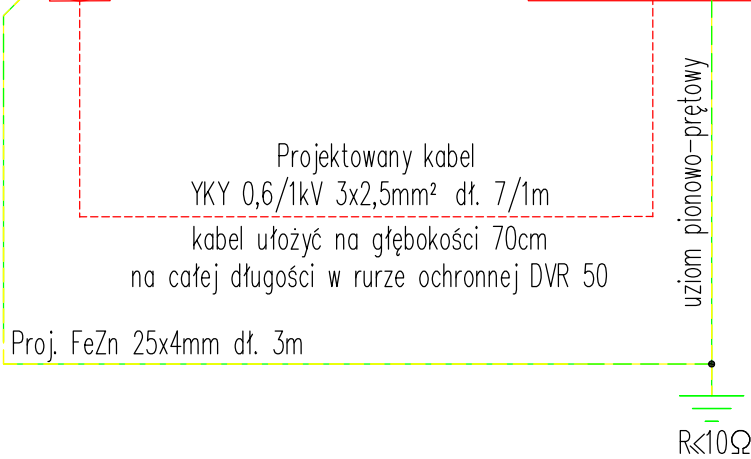 Projektowany kabel
YKY 0,6/1kV 3x2,5mm² dł. 7/1m
kabel ułożyć na głębokości 70cm
na całej długości w rurze ochronnej DVR 50
uziom pionowo-prętowy
Proj. FeZn 25x4mm dł. 3m
R≪10Ω